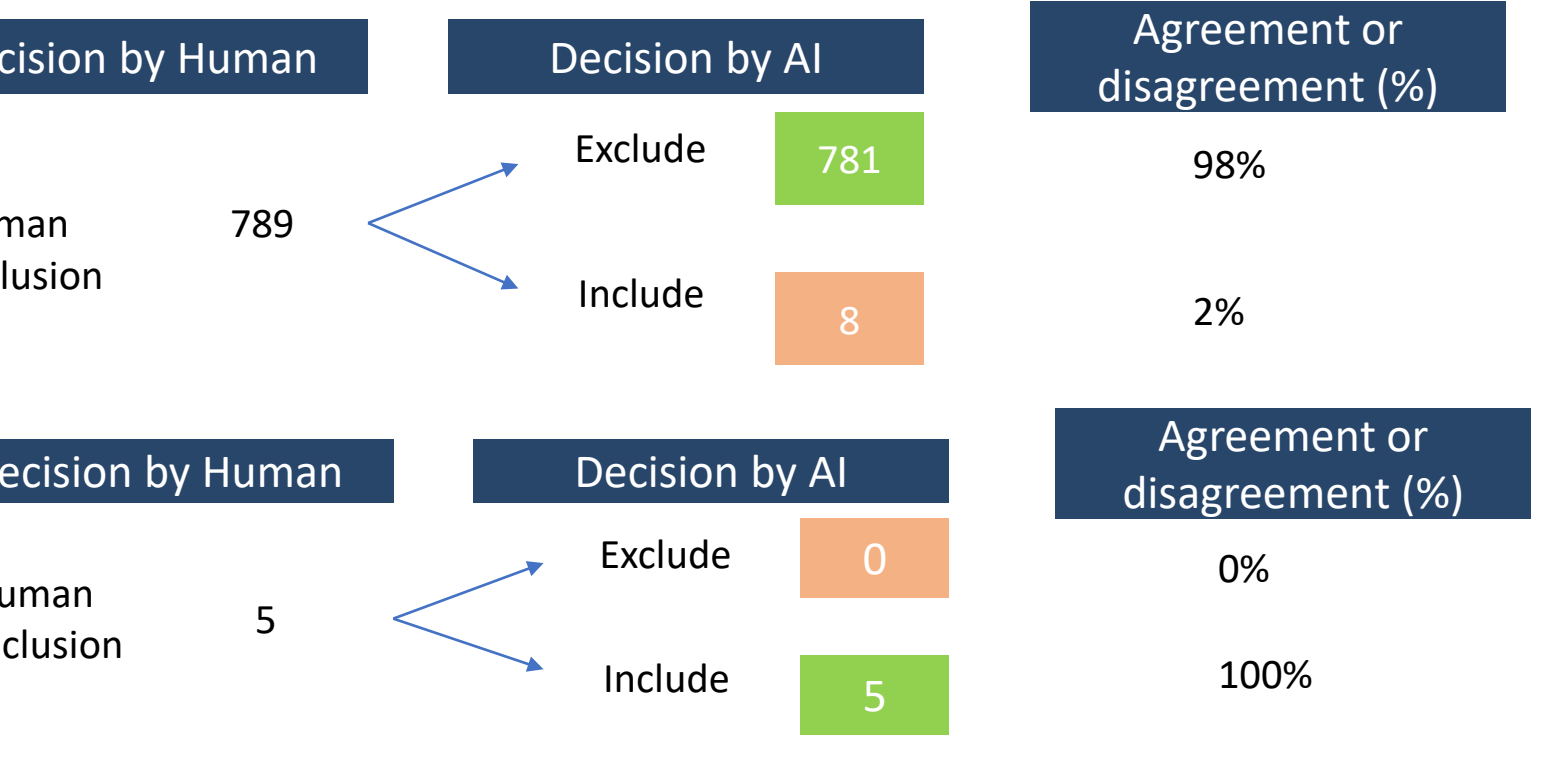 cision by Human
Decision by AI
Agreement or
disagreement (%)
Exclude
781
98%
man
lusion
789
Include
8
2%
ecision by Human
Decision by AI
Agreement or
disagreement (%)
Exclude
0
0%
uman
clusion
5
Include
5
100%